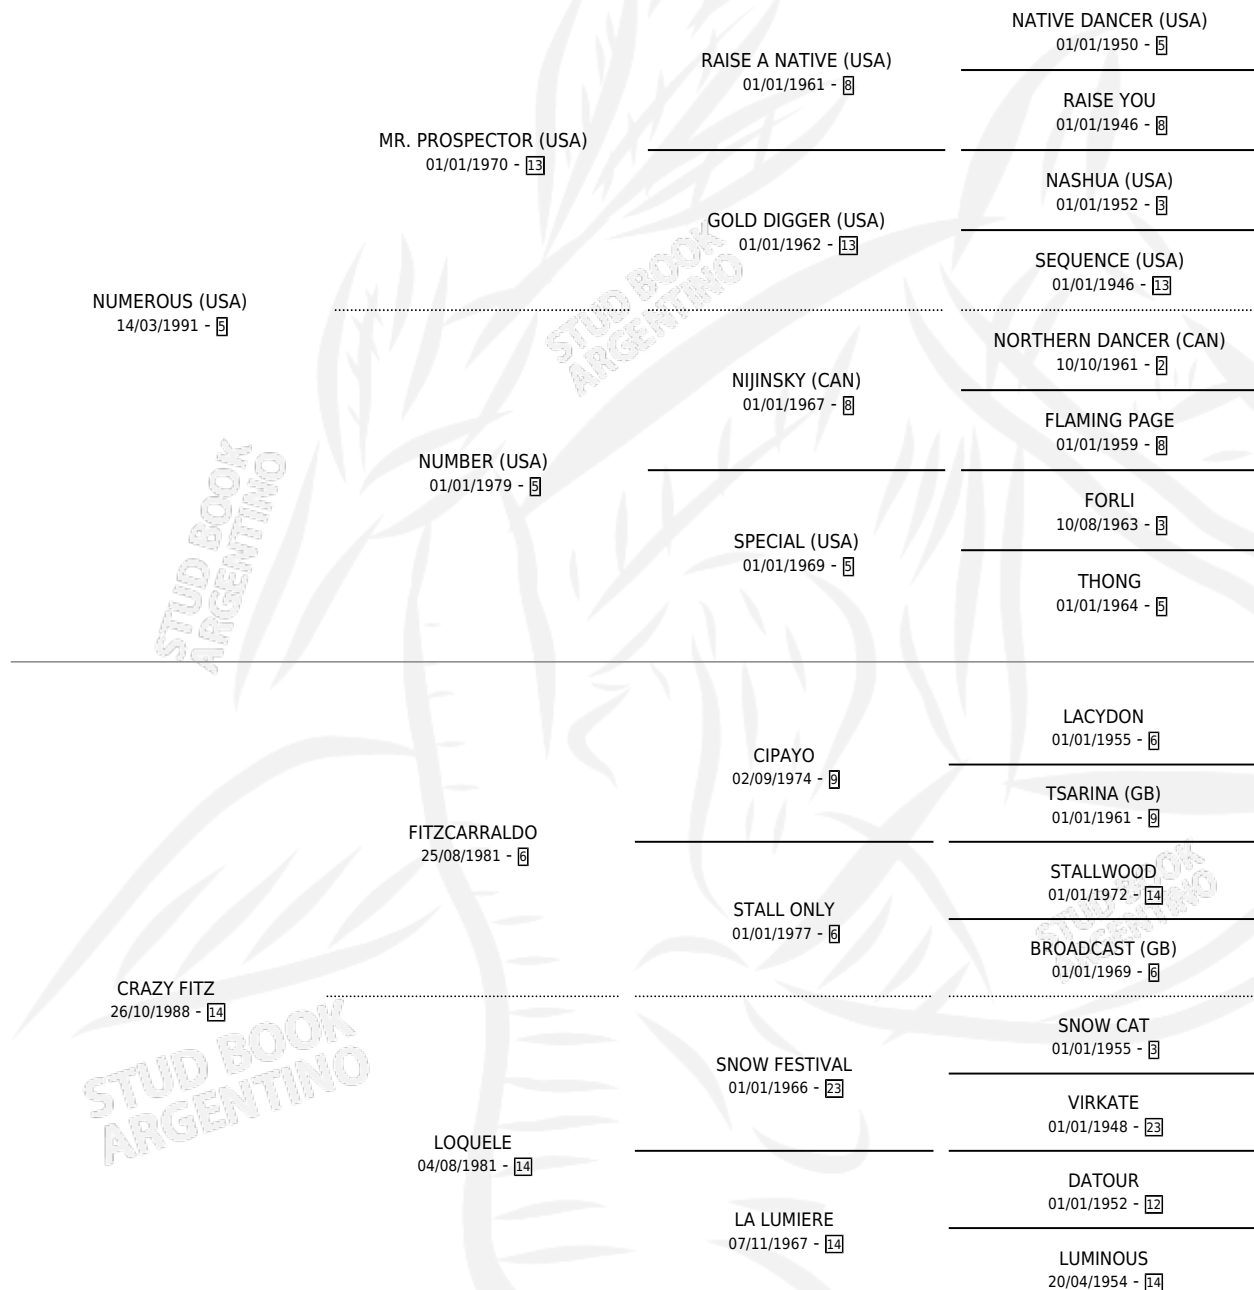 NATIVE DANCER (USA)
01/01/1950 - 5
RAISE A NATIVE (USA)
01/01/1961 - 8
RAISE YOU
01/01/1946 - 8
MR. PROSPECTOR (USA)
01/01/1970 - 13
NASHUA (USA)
01/01/1952 - 3
GOLD DIGGER (USA)
01/01/1962 - 13
SEQUENCE (USA)
01/01/1946 - 13
NUMEROUS (USA)
14/03/1991 - 5
STUD BOOK
ARGENTINO
NORTHERN DANCER (CAN)
10/10/1961 - 2
NIJINSKY (CAN)
01/01/1967 - 8
FLAMING PAGE
01/01/1959 - 8
NUMBER (USA)
01/01/1979 - 5
FORLI
10/08/1963 - 3
SPECIAL (USA)
01/01/1969 - 5
THONG
01/01/1964 - 5
STUD BOOK
ARGENTINO
LACYDON
01/01/1955 - 6
CIPAYO
02/09/1974 - 9
TSARINA (GB)
01/01/1961 - 9
FITZCARRALDO
25/08/1981 - 6
STALLWOOD
01/01/1972 - 14
STALL ONLY
01/01/1977 - 6
STUD BOOK
ARGENTINO
BROADCAST (GB)
01/01/1969 - 6
CRAZY FITZ
26/10/1988 - 14
SNOW CAT
01/01/1955 - 3
SNOW FESTIVAL
01/01/1966 - 23
STUD BOOK
ARGENTINO
VIRKATE
01/01/1948 - 23
LOQUELE
04/08/1981 - 14
DATOUR
01/01/1952 - 12
LA LUMIERE
07/11/1967 - 14
LUMINOUS
20/04/1954 - 14